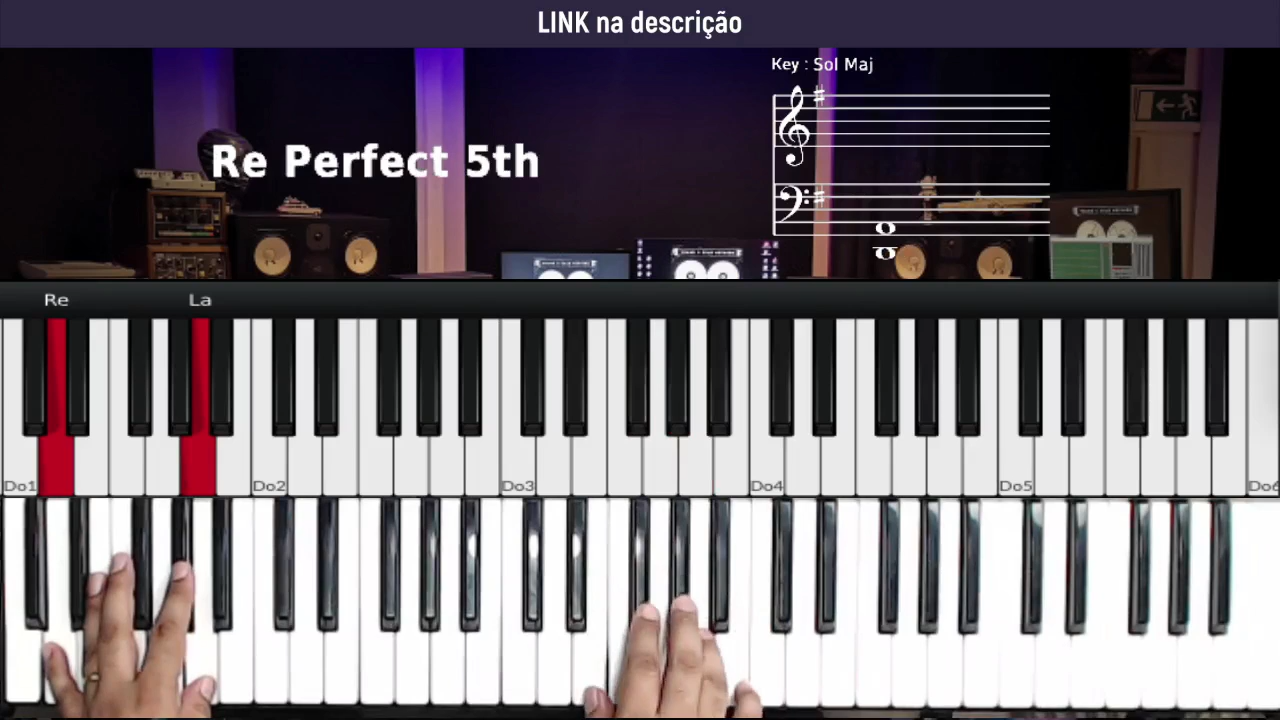 LINK na descrição
Key : Sol Maj
Re Perfect 5th
Re La
Do1 Do2 Do3 Do4 Do5 Do6